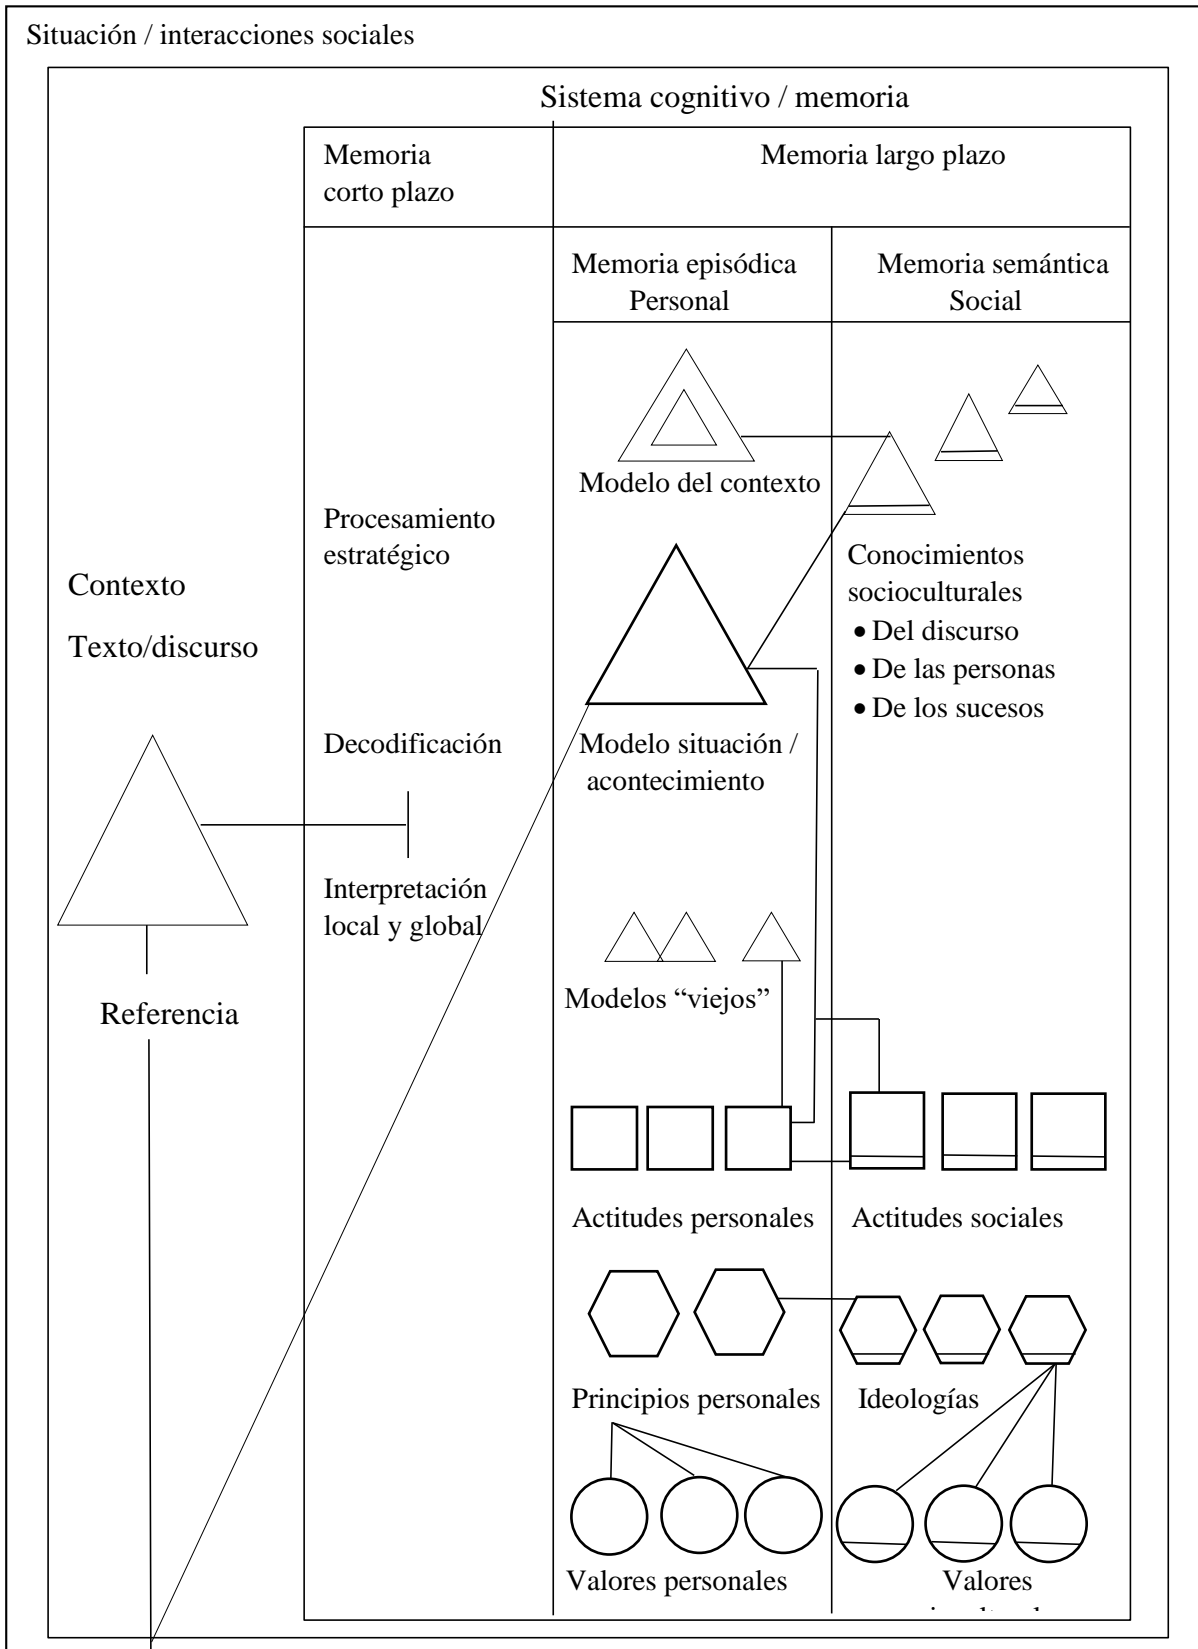 Situación / interacciones sociales
Sistema cognitivo / memoria
Memoria
corto plazo
Memoria largo plazo
Memoria episódica
Personal
Memoria semántica
Social
Modelo del contexto
Procesamiento
estratégico
Conocimientos
socioculturales
• Del discurso
• De las personas
• De los sucesos
Contexto
Texto/discurso
Decodificación
Modelo situación /
acontecimiento
Interpretación
local y global
Modelos “viejos”
Referencia
Actitudes personales
Actitudes sociales
Principios personales
Ideologías
Valores personales
Valores